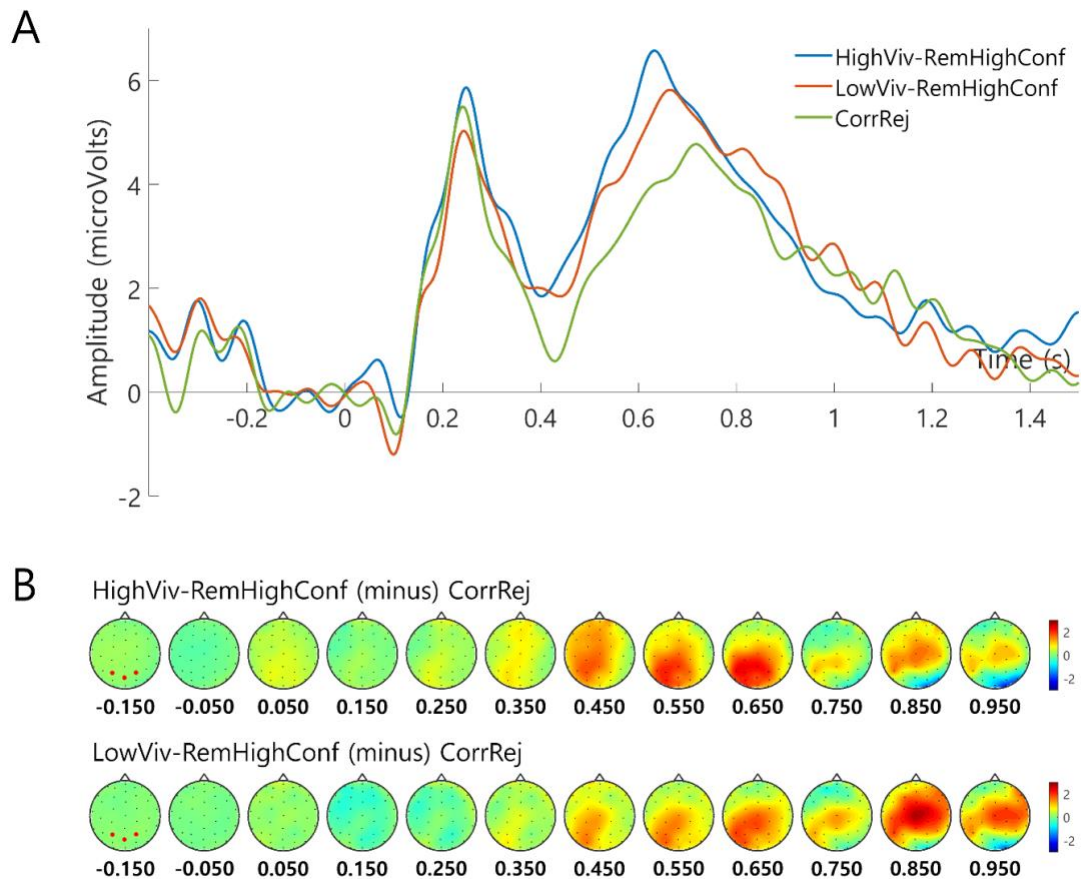 A
HighViv-RemHighConf
LowViv-RemHighConf
CorrRej
Amplitude (microVolts)
6
4
2
0
-2
-0.2 0 0.2 0.4 0.6 0.8 1 1.2 1.4
Time (s)
B
HighViv-RemHighConf (minus) CorrRej
2
0
-2
-0.150 -0.050 0.050 0.150 0.250 0.350 0.450 0.550 0.650 0.750 0.850 0.950
LowViv-RemHighConf (minus) CorrRej
2
0
-2
-0.150 -0.050 0.050 0.150 0.250 0.350 0.450 0.550 0.650 0.750 0.850 0.950